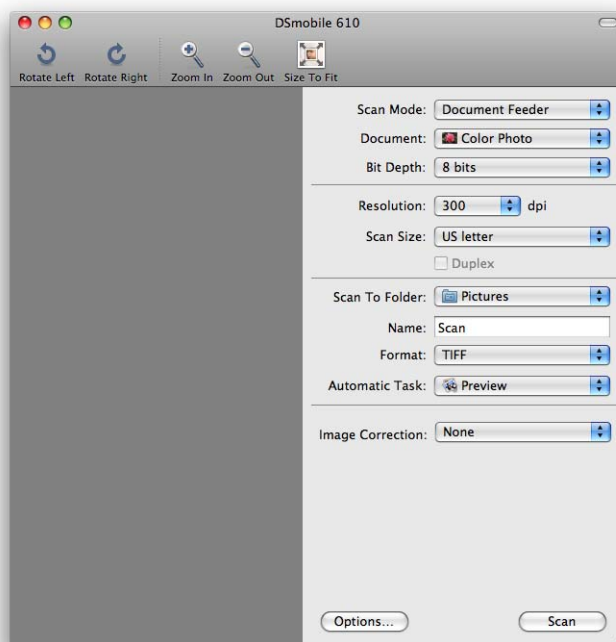 DSmobile 610
Rotate Left Rotate Right Zoom In Zoom Out Size To Fit
Scan Mode: Document Feeder
Document: Color Photo
Bit Depth: 8 bits
Resolution: 300 dpi
Scan Size: US letter
Duplex
Scan To Folder: Pictures
Name: Scan
Format: TIFF
Automatic Task: Preview
Image Correction: None
Options... Scan